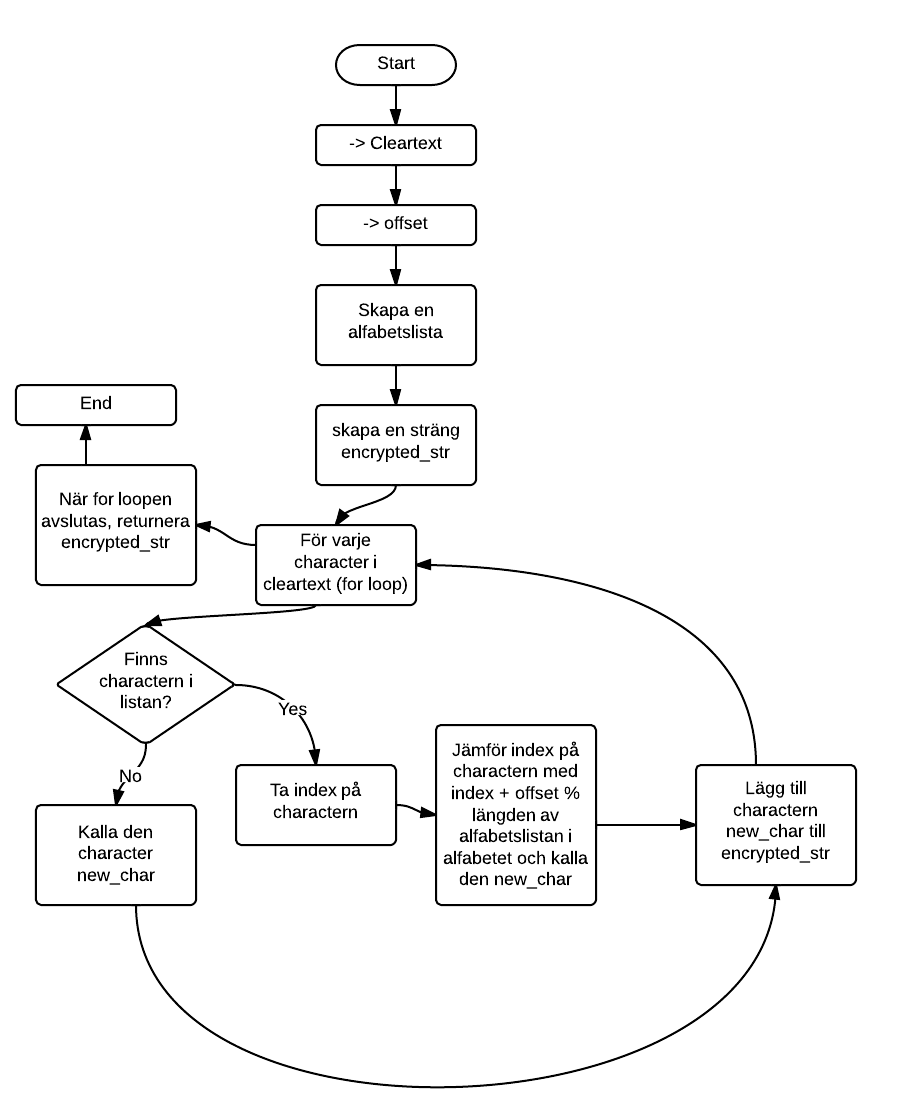 Start
-> Cleartext
-> offset
Skapa en
alfabetslista
skapa en sträng
encrypted_str
End
När for loopen
avslutas, returnera
encrypted_str
För varje
character i
cleartext (for loop)
Finns
charactern i
listan?
Yes
No
Kalla den
character
new_char
Ta index på
charactern
Jämför index på
charactern med
index + offset %
längden av
alfabetslistan i
alfabetet och kalla
den new_char
Lägg till
charactern
new_char till
encrypted_str